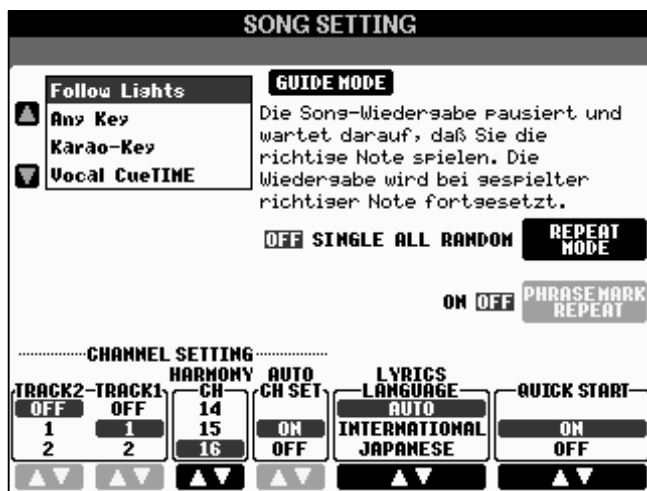 SONG SETTING
Follow Lights
Any Key
Karao-Key
Vocal CueTIME
GUIDE MODE
Die Song-Wiedergabe pausiert und
wartet darauf, daß Sie die
richtige Note spielen. Die
Wiedergabe wird bei gespielter
richtiger Note fortgesetzt.
OFF SINGLE ALL RANDOM REPEAT MODE
ON OFF PHRASE MARK REPEAT
CHANNEL SETTING
TRACK2 TRACK1 HARMONY CH AUTO CH SET LYRICS LANGUAGE QUICK START
OFF OFF 14 AUTO
1 1 15 ON INTERNATIONAL ON
2 2 16 OFF JAPANESE OFF